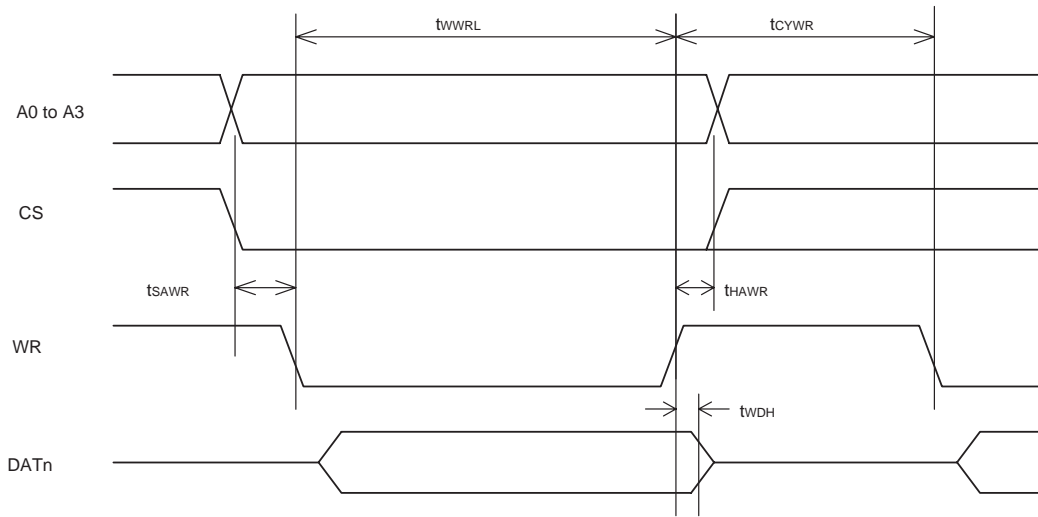 tWWRL
tCYWR
A0 to A3
CS
tSAWR
tHAWR
WR
tWDH
DATn